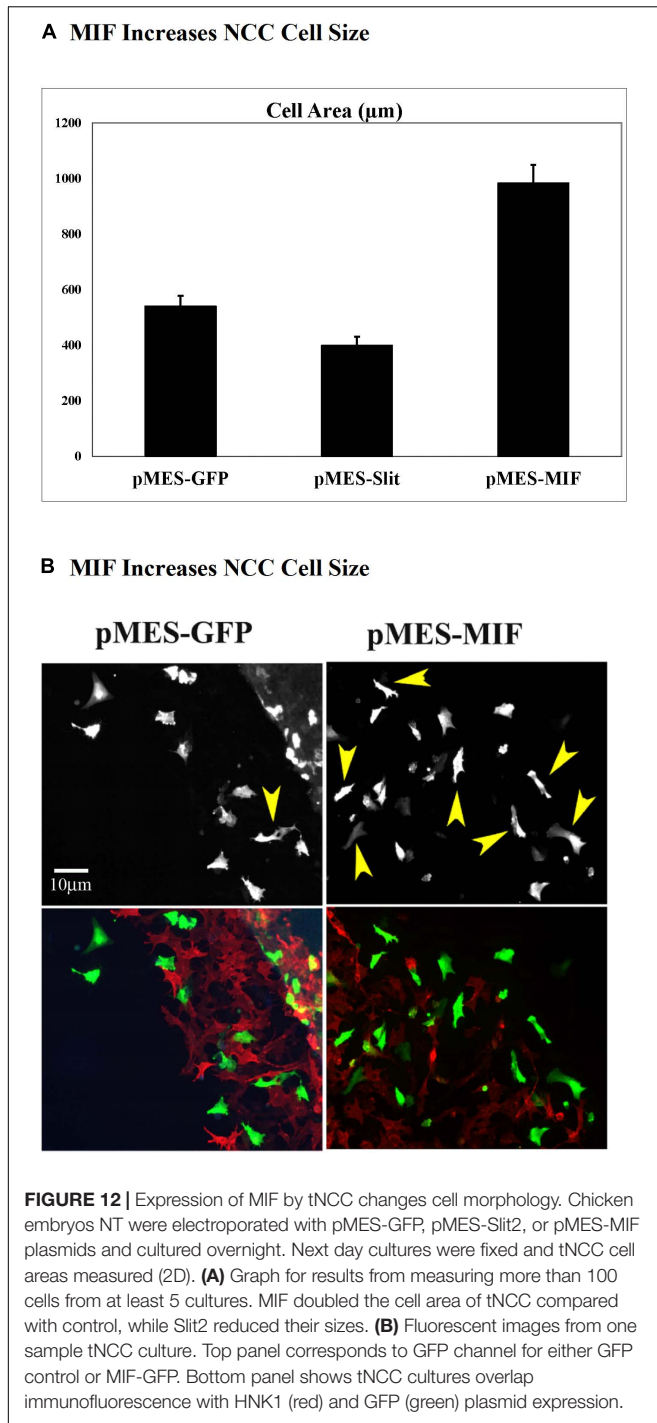 A MIF Increases NCC Cell Size
Cell Area (µm)
1200
1000
800
600
400
200
0
pMES-GFP pMES-Slit pMES-MIF
B MIF Increases NCC Cell Size
pMES-GFP pMES-MIF
10µm
FIGURE 12 | Expression of MIF by tNCC changes cell morphology. Chicken
embryos NT were electroporated with pMES-GFP, pMES-Slit2, or pMES-MIF
plasmids and cultured overnight. Next day cultures were fixed and tNCC cell
areas measured (2D). (A) Graph for results from measuring more than 100
cells from at least 5 cultures. MIF doubled the cell area of tNCC compared
with control, while Slit2 reduced their sizes. (B) Fluorescent images from one
sample tNCC culture. Top panel corresponds to GFP channel for either GFP
control or MIF-GFP. Bottom panel shows tNCC cultures overlap
immunofluorescence with HNK1 (red) and GFP (green) plasmid expression.